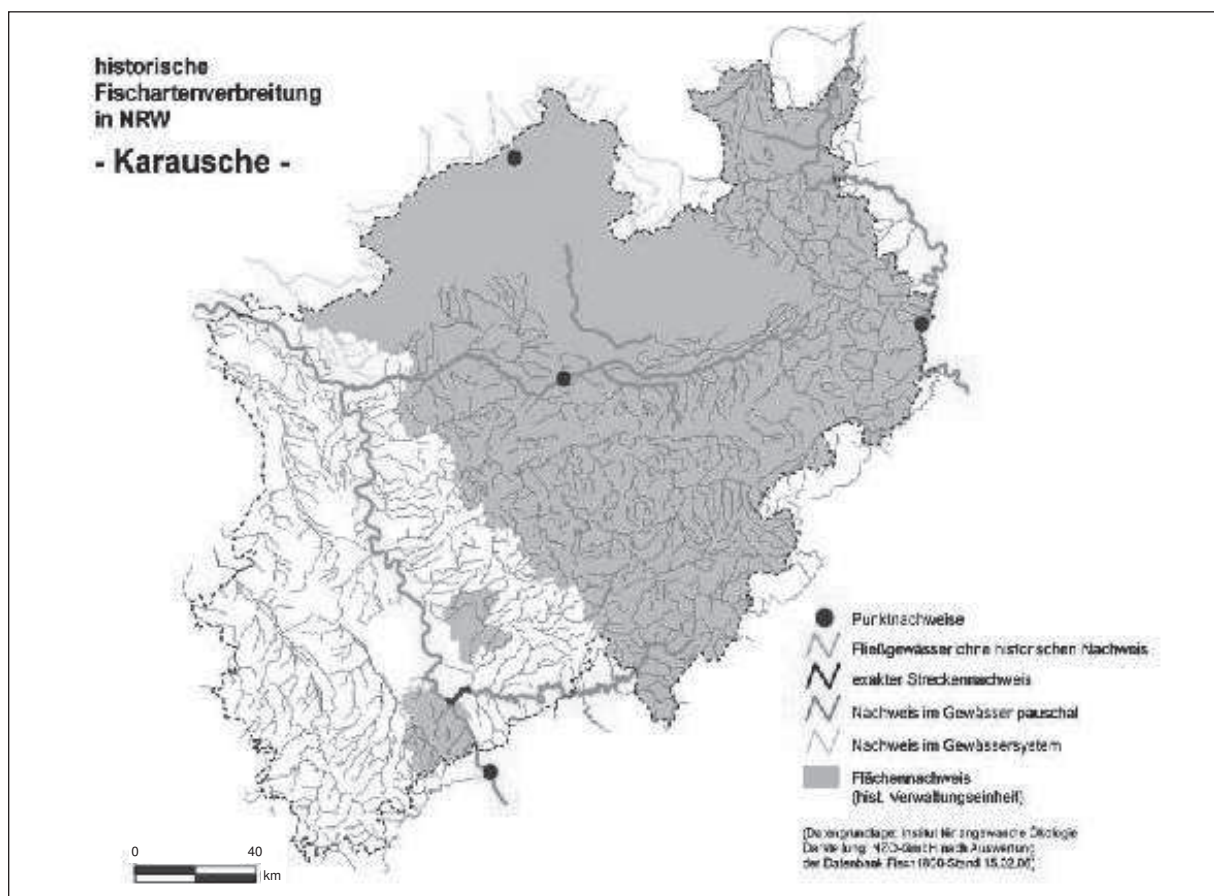 historische
Fischartenverbreitung
in NRW
- Karausche -
Punktnachweise
Fließgewässer ohne historischen Nachweis
exakter Streckennachweis
Nachweis im Gewässer pauschal
Nachweis im Gewässersystem
Flächennachweis
(hist. Verwaltungseinheit)
(Datengrundlage: Institut für angewandte Ökologie
Darstellung: NZO-GmbH nach Auswertung
der Datenbank Fisch 1800-Stand 15.02.06)
0 40
km